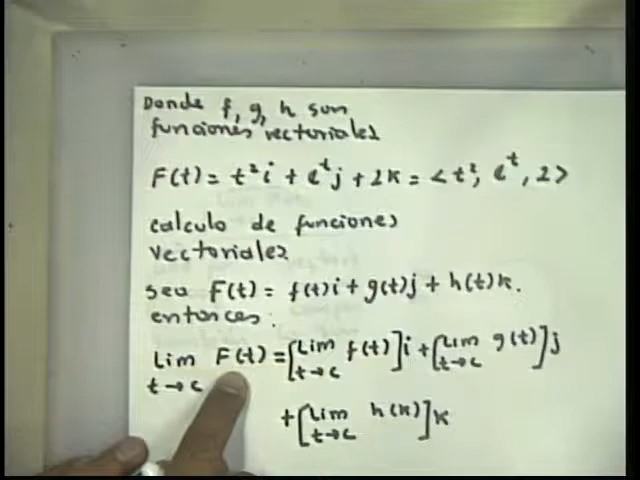 Donde f, g, h son
funciones vectoriales
F(t) = t²i + e^t j + 2k = <t², e^t, 2>
calculo de funciones
vectoriales
sea F(t) = f(t)i + g(t)j + h(t)k.
entonces:
Lim F(t) = [Lim f(t)]i + [Lim g(t)]j
t→c t→c t→c
+ [Lim h(k)]k
t→c